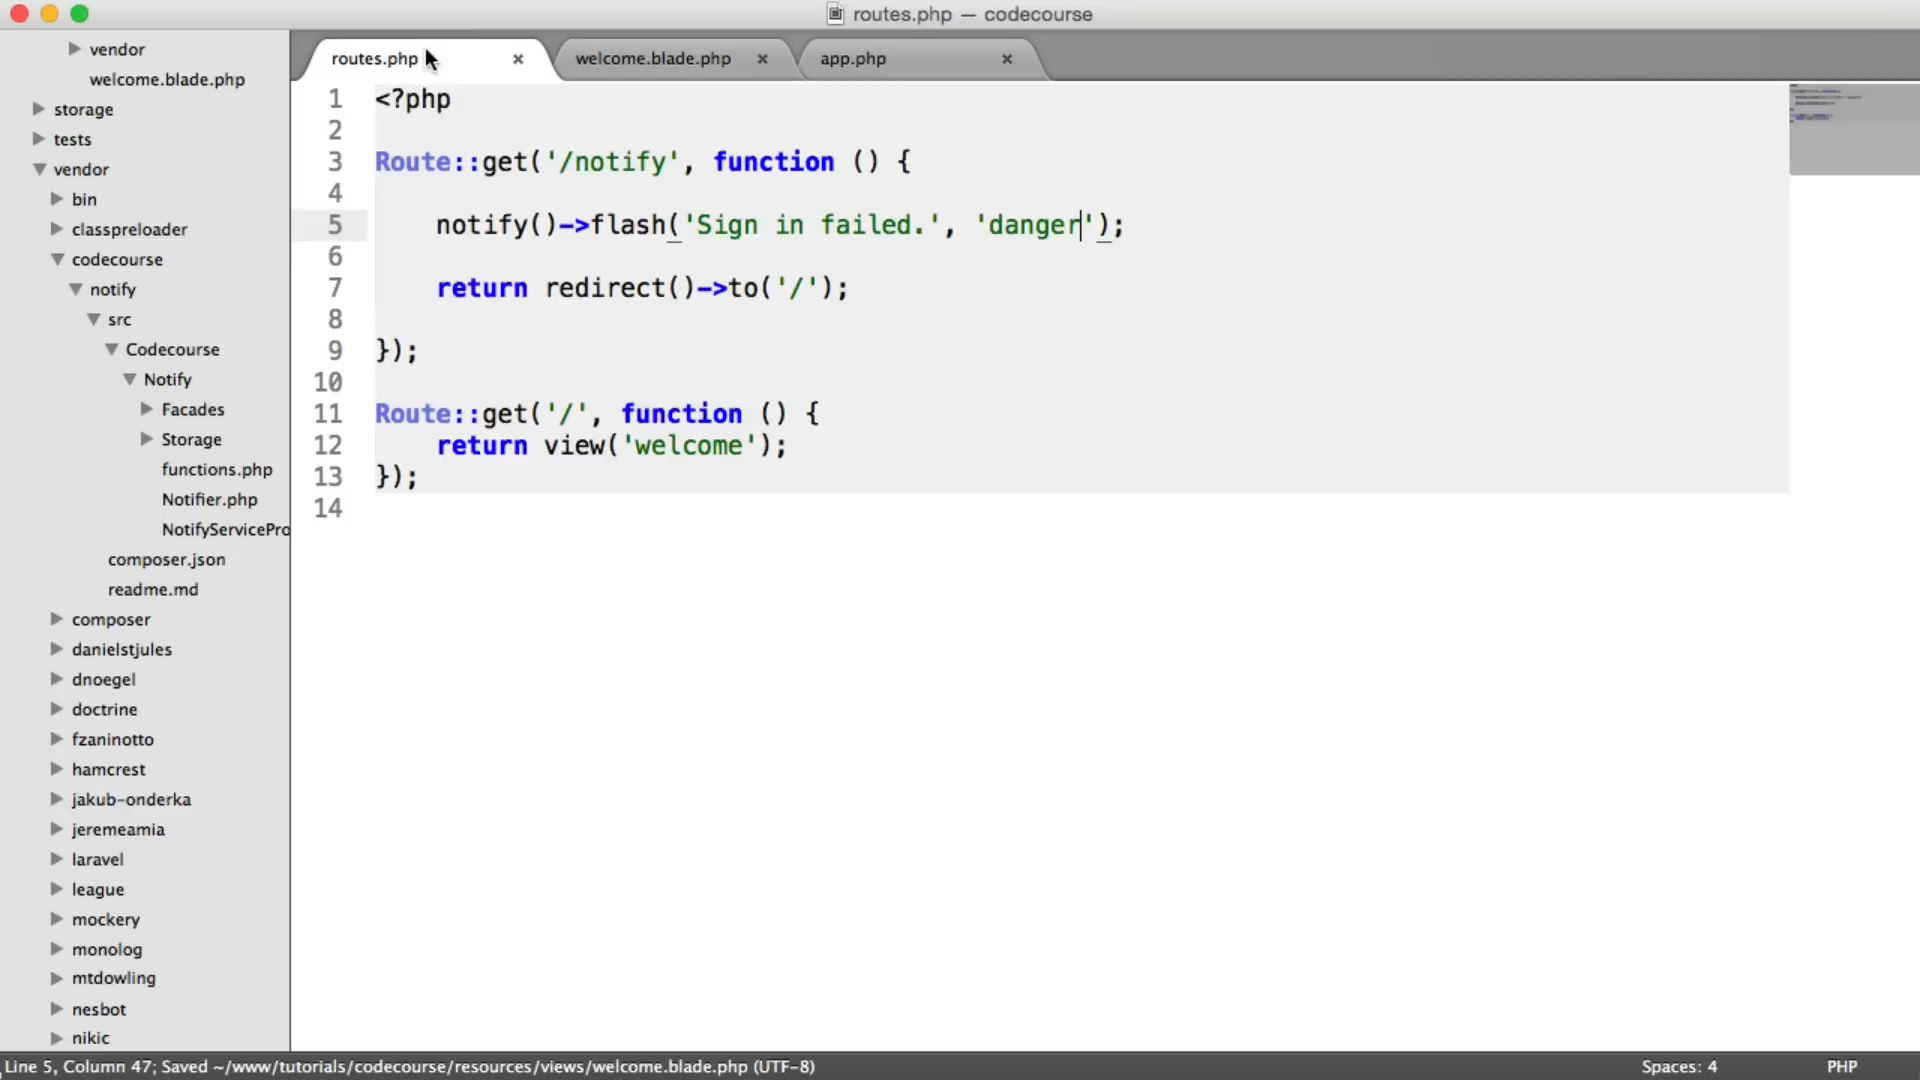 routes.php — codecourse
vendor
welcome.blade.php
storage
tests
vendor
bin
classpreloader
codecourse
notify
src
Codecourse
Notify
Facades
Storage
functions.php
Notifier.php
NotifyServicePro
composer.json
readme.md
composer
danielstjules
dnoegel
doctrine
fzaninotto
hamcrest
jakub-onderka
jeremeamia
laravel
league
mockery
monolog
mtdowling
nesbot
nikic
routes.php × welcome.blade.php × app.php ×
1 <?php
2
3 Route::get('/notify', function () {
4
5 notify()->flash('Sign in failed.', 'danger');
6
7 return redirect()->to('/');
8
9 });
10
11 Route::get('/', function () {
12 return view('welcome');
13 });
14
Line 5, Column 47; Saved ~/www/tutorials/codecourse/resources/views/welcome.blade.php (UTF-8) Spaces: 4 PHP